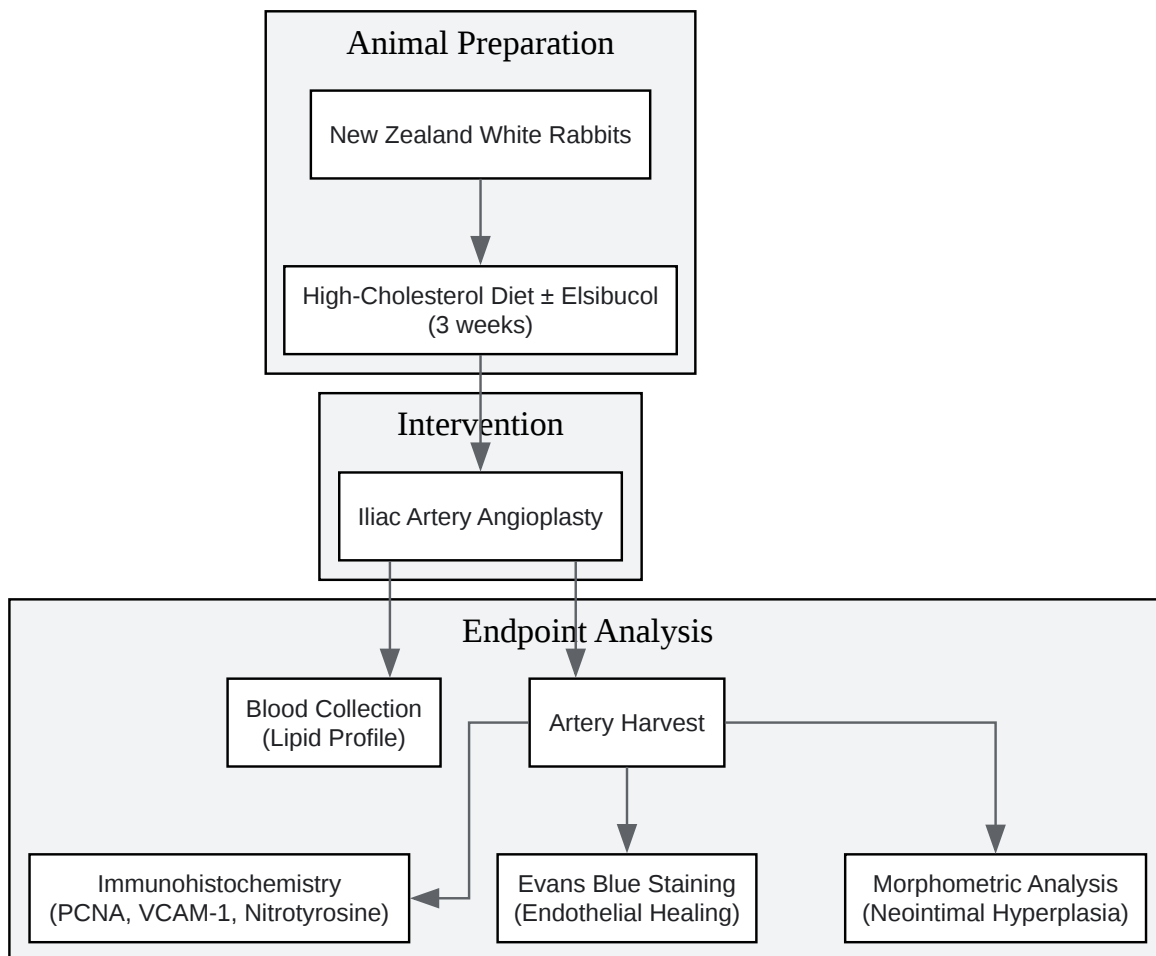 Animal Preparation
New Zealand White Rabbits
High-Cholesterol Diet ± Elsibucol
(3 weeks)
Intervention
Iliac Artery Angioplasty
Endpoint Analysis
Blood Collection
(Lipid Profile)
Artery Harvest
Immunohistochemistry
(PCNA, VCAM-1, Nitrotyrosine)
Evans Blue Staining
(Endothelial Healing)
Morphometric Analysis
(Neointimal Hyperplasia)